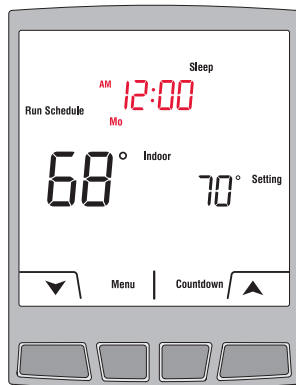 Sleep
AM 12:00
Run Schedule
Mo
68° Indoor
70° Setting
Menu Countdown